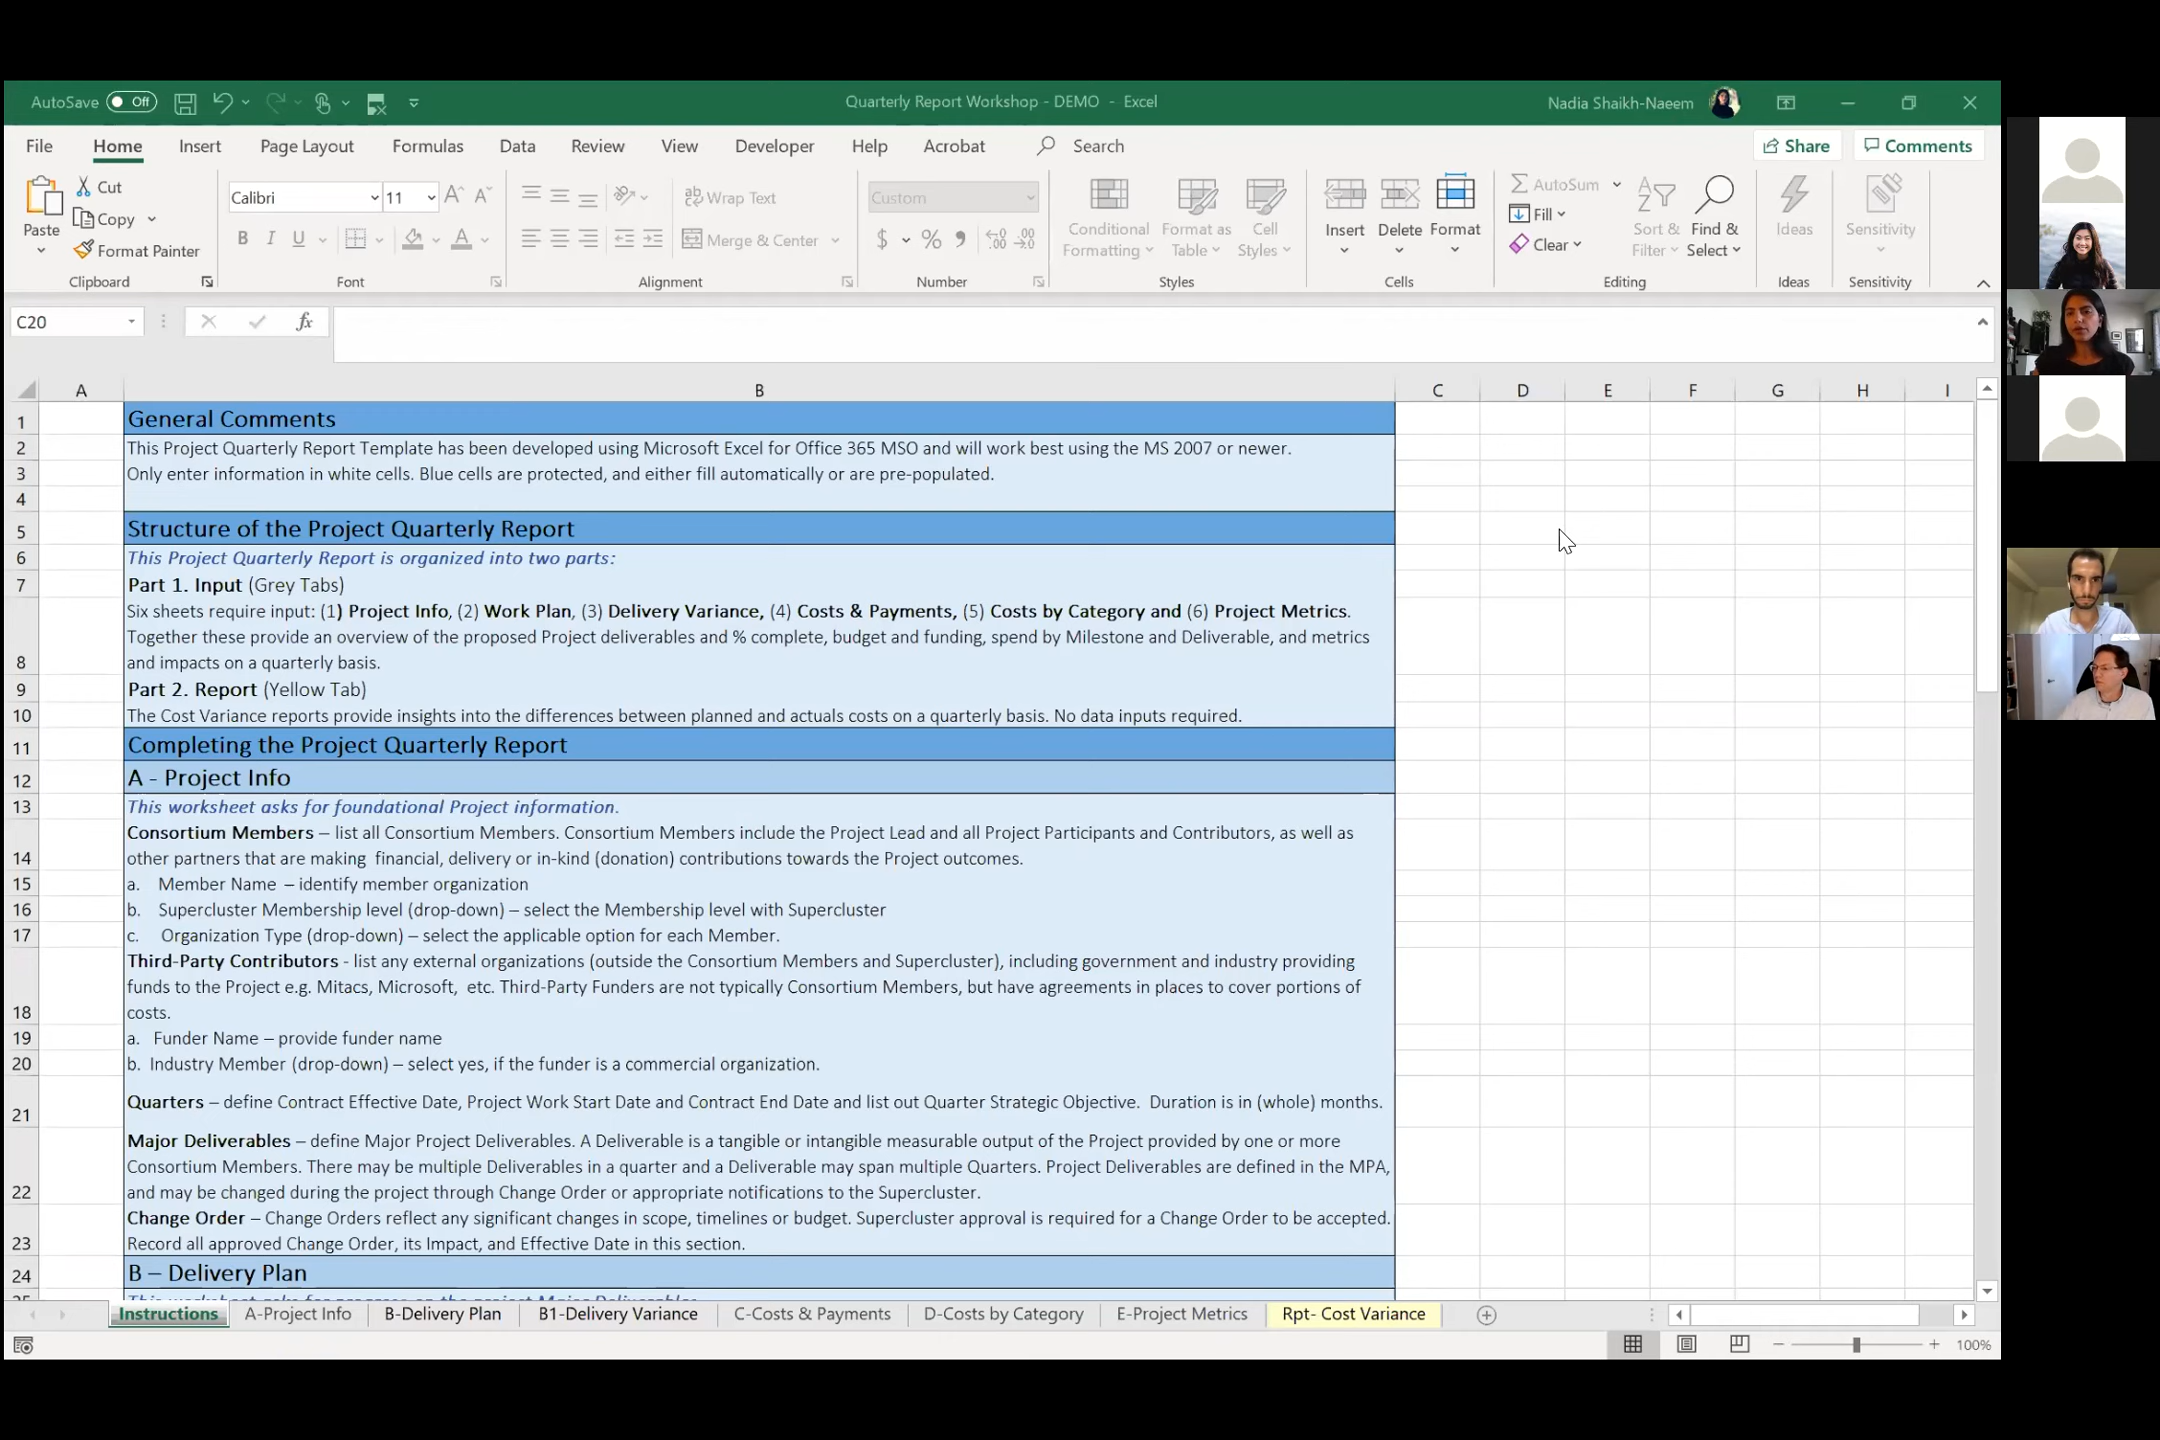 AutoSave Off
Quarterly Report Workshop - DEMO - Excel
Nadia Shaikh-Naeem
File Home Insert Page Layout Formulas Data Review View Developer Help Acrobat Search
Share Comments
Paste
Cut
Copy
Format Painter
Clipboard
Calibri 11
B I U A
Font
Wrap Text
Merge & Center
Alignment
Custom
$ % ,
Number
Conditional Formatting
Format as Table
Cell Styles
Styles
Insert Delete Format
Cells
AutoSum
Fill
Clear
Sort & Filter
Find & Select
Editing
Ideas
Ideas
Sensitivity
Sensitivity
C20
fx
A B C D E F G H I
1 General Comments
2 This Project Quarterly Report Template has been developed using Microsoft Excel for Office 365 MSO and will work best using the MS 2007 or newer.
3 Only enter information in white cells. Blue cells are protected, and either fill automatically or are pre-populated.
4
5 Structure of the Project Quarterly Report
6 This Project Quarterly Report is organized into two parts:
7 Part 1. Input (Grey Tabs)
Six sheets require input: (1) Project Info, (2) Work Plan, (3) Delivery Variance, (4) Costs & Payments, (5) Costs by Category and (6) Project Metrics.
Together these provide an overview of the proposed Project deliverables and % complete, budget and funding, spend by Milestone and Deliverable, and metrics
8 and impacts on a quarterly basis.
9 Part 2. Report (Yellow Tab)
10 The Cost Variance reports provide insights into the differences between planned and actuals costs on a quarterly basis. No data inputs required.
11 Completing the Project Quarterly Report
12 A - Project Info
13 This worksheet asks for foundational Project information.
Consortium Members – list all Consortium Members. Consortium Members include the Project Lead and all Project Participants and Contributors, as well as
14 other partners that are making financial, delivery or in-kind (donation) contributions towards the Project outcomes.
15 a. Member Name – identify member organization
16 b. Supercluster Membership level (drop-down) – select the Membership level with Supercluster
17 c. Organization Type (drop-down) – select the applicable option for each Member.
Third-Party Contributors - list any external organizations (outside the Consortium Members and Supercluster), including government and industry providing
funds to the Project e.g. Mitacs, Microsoft, etc. Third-Party Funders are not typically Consortium Members, but have agreements in places to cover portions of
18 costs.
19 a. Funder Name – provide funder name
20 b. Industry Member (drop-down) – select yes, if the funder is a commercial organization.
21 Quarters – define Contract Effective Date, Project Work Start Date and Contract End Date and list out Quarter Strategic Objective. Duration is in (whole) months.
Major Deliverables – define Major Project Deliverables. A Deliverable is a tangible or intangible measurable output of the Project provided by one or more
Consortium Members. There may be multiple Deliverables in a quarter and a Deliverable may span multiple Quarters. Project Deliverables are defined in the MPA,
22 and may be changed during the project through Change Order or appropriate notifications to the Supercluster.
Change Order – Change Orders reflect any significant changes in scope, timelines or budget. Supercluster approval is required for a Change Order to be accepted.
23 Record all approved Change Order, its Impact, and Effective Date in this section.
24 B – Delivery Plan
Instructions A-Project Info B-Delivery Plan B1-Delivery Variance C-Costs & Payments D-Costs by Category E-Project Metrics Rpt- Cost Variance
100%